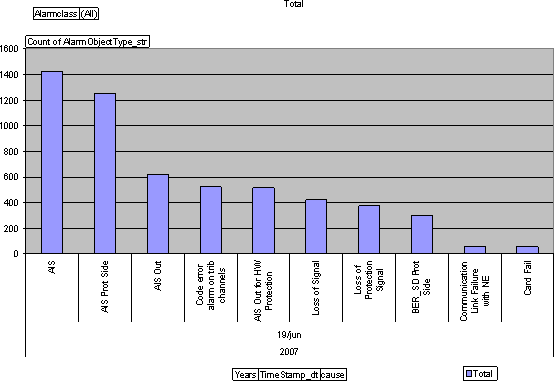 Total
Alarmclass (All)
Count of AlarmObjectType_str
1600
1400
1200
1000
800
600
400
200
0
AIS
AIS Prot Side
AIS Out
Code error
alarm on trib
channels
AIS Out for HW
Protection
Loss of Signal
Loss of
Protection
Signal
BER_SD Prot
Side
Communication
Link Failure
with NE
Card Fail
19/jun
2007
Years TimeStamp_dt cause
Total